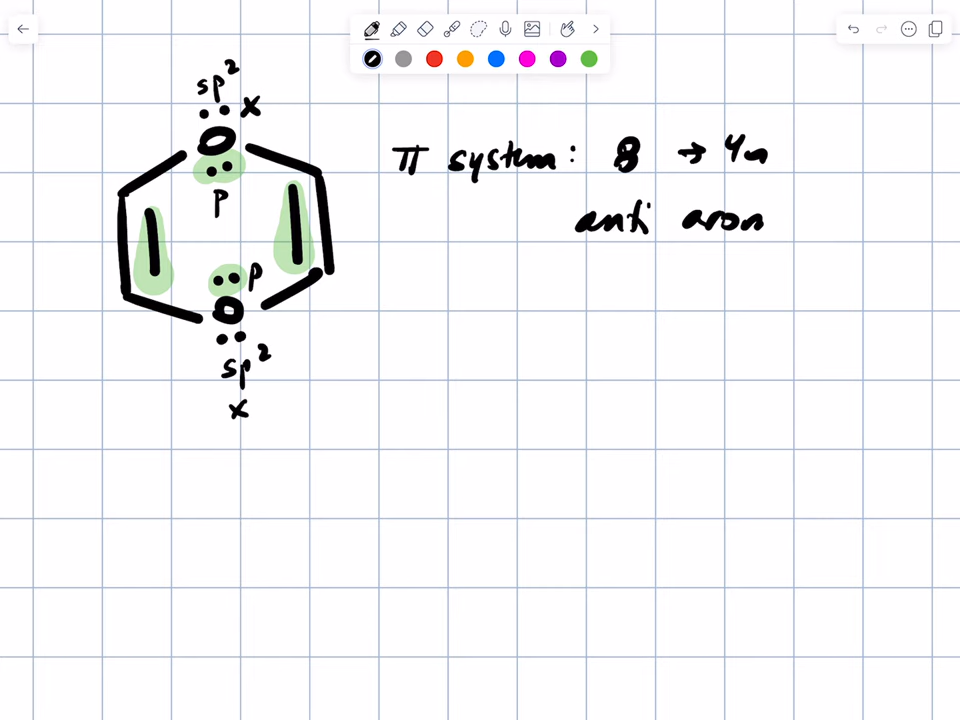 sp²
x
O
p
p
O
sp²
x
π system: 8 → 4n
anti arom